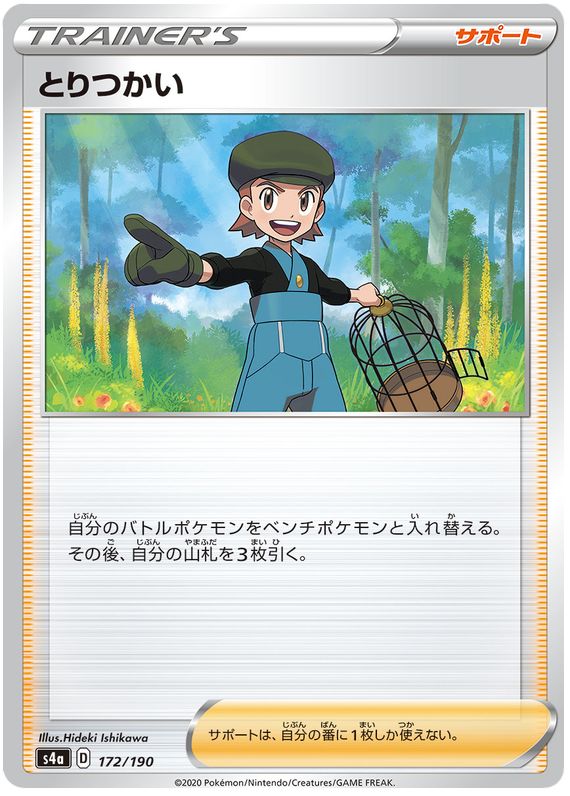 TRAINER'S
サポート
とりつかい
自分のバトルポケモンをベンチポケモンと入れ替える。
その後、自分の山札を3枚引く。
Illus.Hideki Ishikawa
サポートは、自分の番に1枚しか使えない。
s4a D 172/190
©2020 Pokémon/Nintendo/Creatures/GAME FREAK.